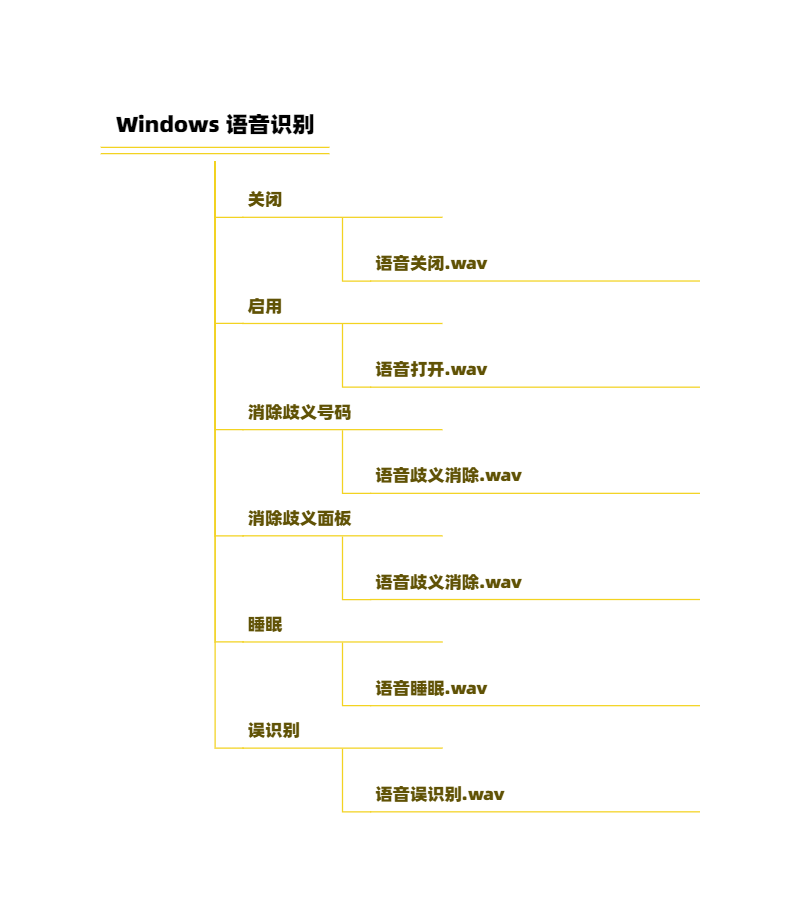 Windows 语音识别
关闭
语音关闭.wav
启用
语音打开.wav
消除歧义号码
语音歧义消除.wav
消除歧义面板
语音歧义消除.wav
睡眠
语音睡眠.wav
误识别
语音误识别.wav